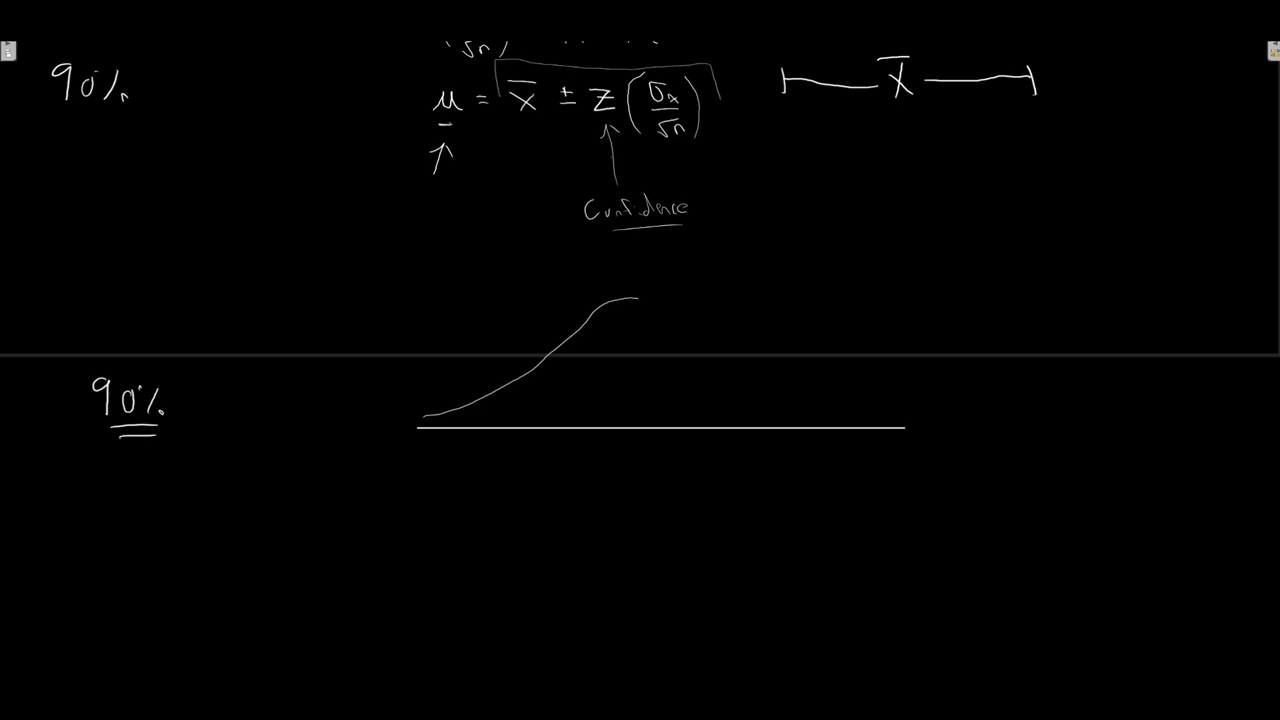 90%
μ = x̄ ± z (σₓ/√n)
x̄
Confidence
90%